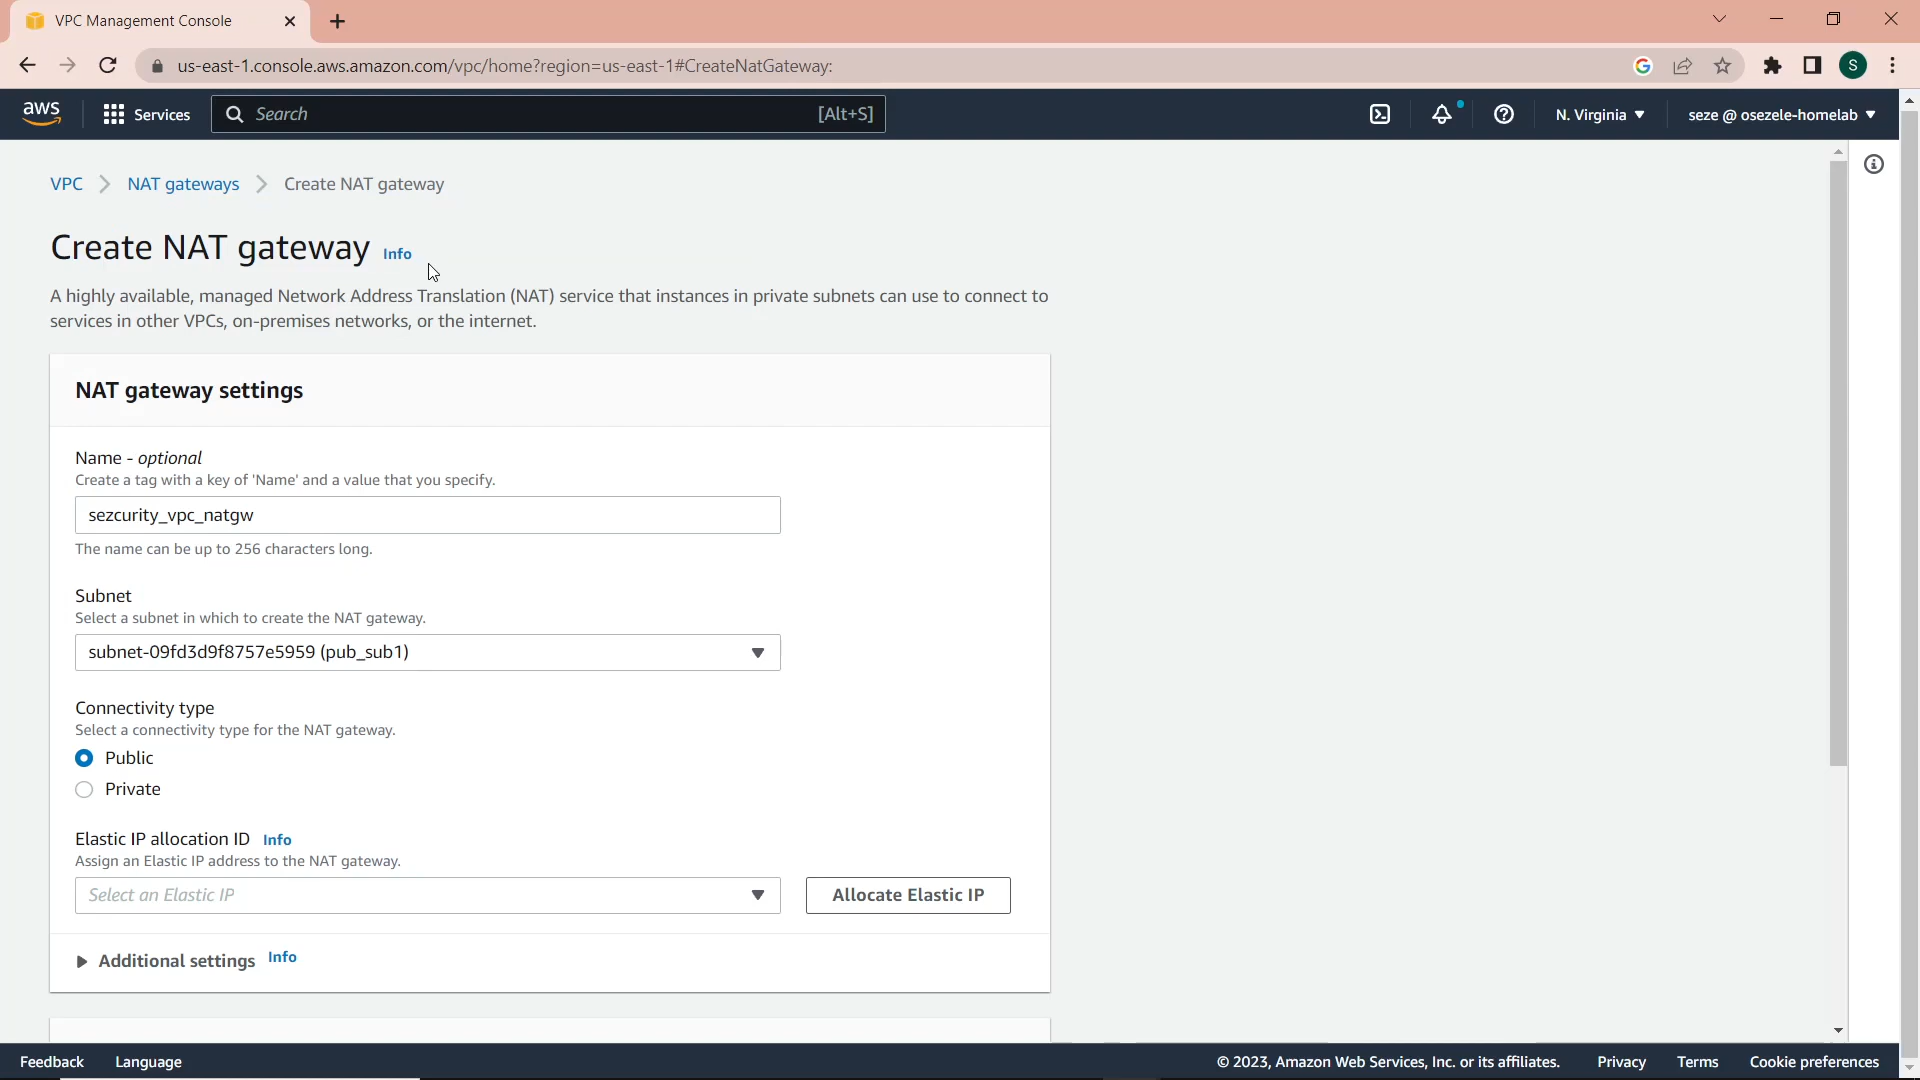 VPC Management Console
us-east-1.console.aws.amazon.com/vpc/home?region=us-east-1#CreateNatGateway:
S
aws
Services
Search
[Alt+S]
N. Virginia
seze @ osezele-homelab
VPC
NAT gateways
Create NAT gateway
Create NAT gateway Info
A highly available, managed Network Address Translation (NAT) service that instances in private subnets can use to connect to
services in other VPCs, on-premises networks, or the internet.
NAT gateway settings
Name - optional
Create a tag with a key of 'Name' and a value that you specify.
sezcurity_vpc_natgw
The name can be up to 256 characters long.
Subnet
Select a subnet in which to create the NAT gateway.
subnet-09fd3d9f8757e5959 (pub_sub1)
Connectivity type
Select a connectivity type for the NAT gateway.
Public
Private
Elastic IP allocation ID Info
Assign an Elastic IP address to the NAT gateway.
Select an Elastic IP
Allocate Elastic IP
Additional settings Info
Feedback
Language
© 2023, Amazon Web Services, Inc. or its affiliates.
Privacy
Terms
Cookie preferences